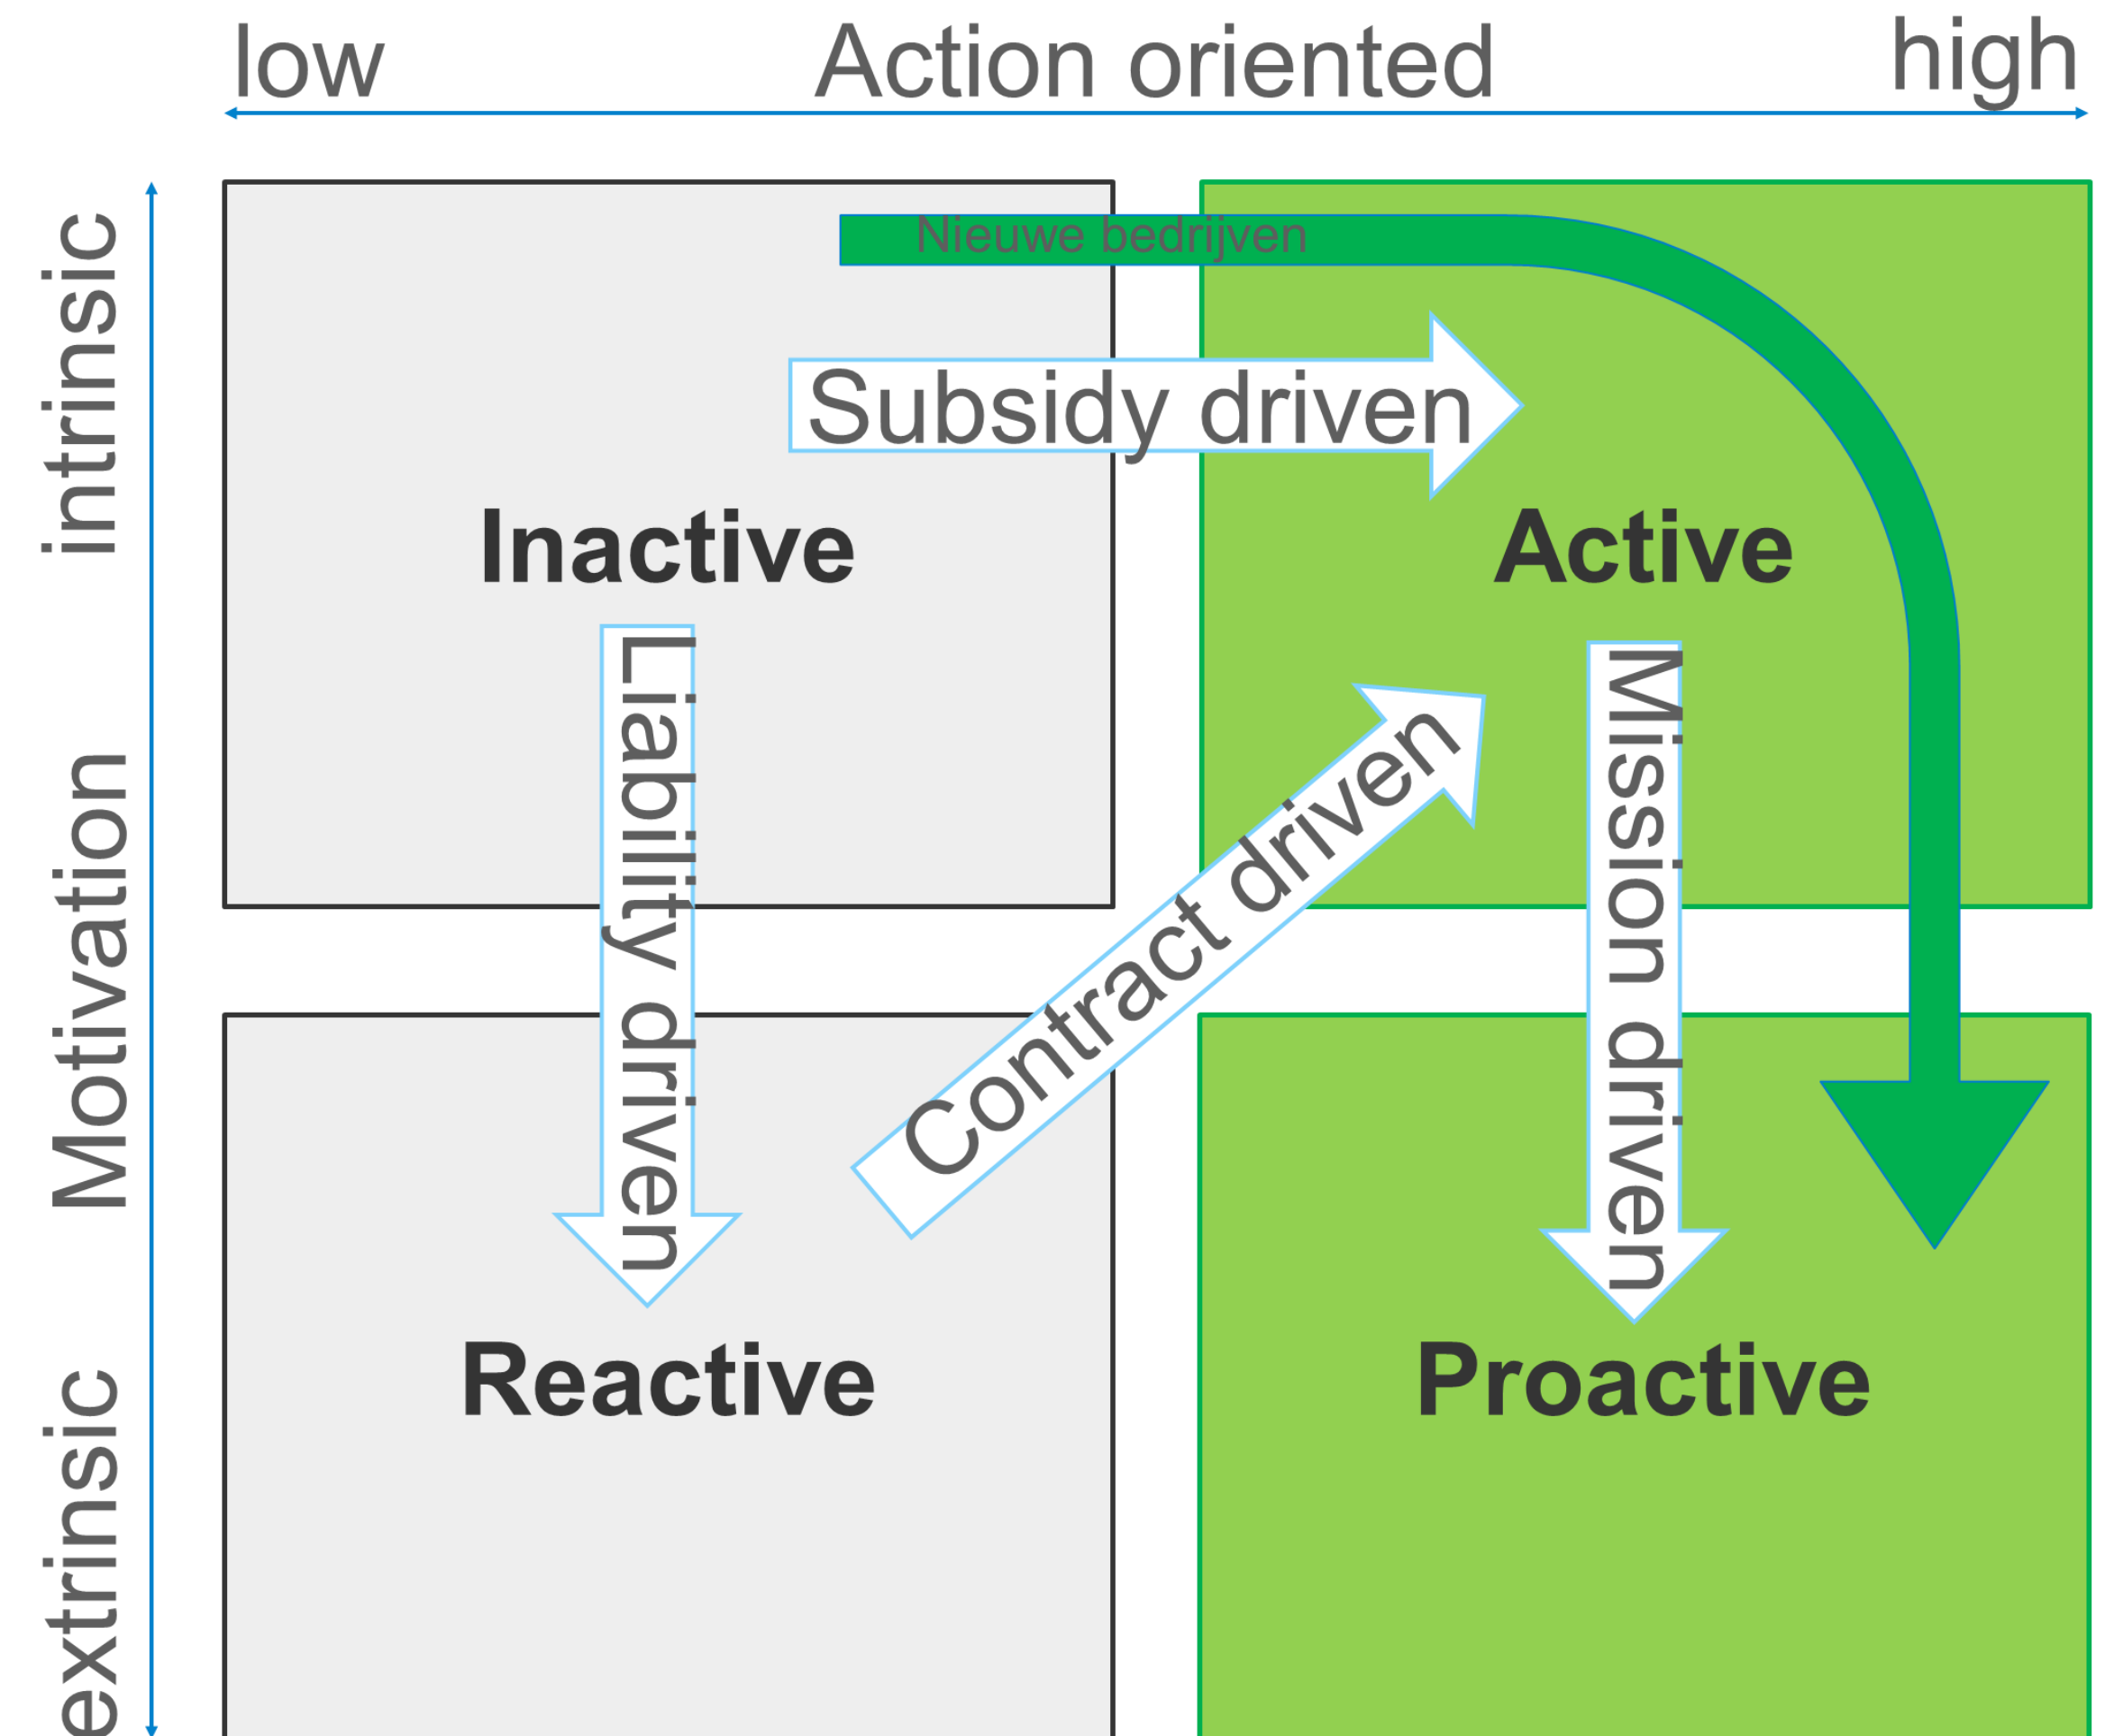 low
Action oriented
high
intrinsic
Motivation
extrinsic
Nieuwe bedrijven
Subsidy driven
Inactive
Active
Liability driven
Contract driven
Mission driven
Reactive
Proactive